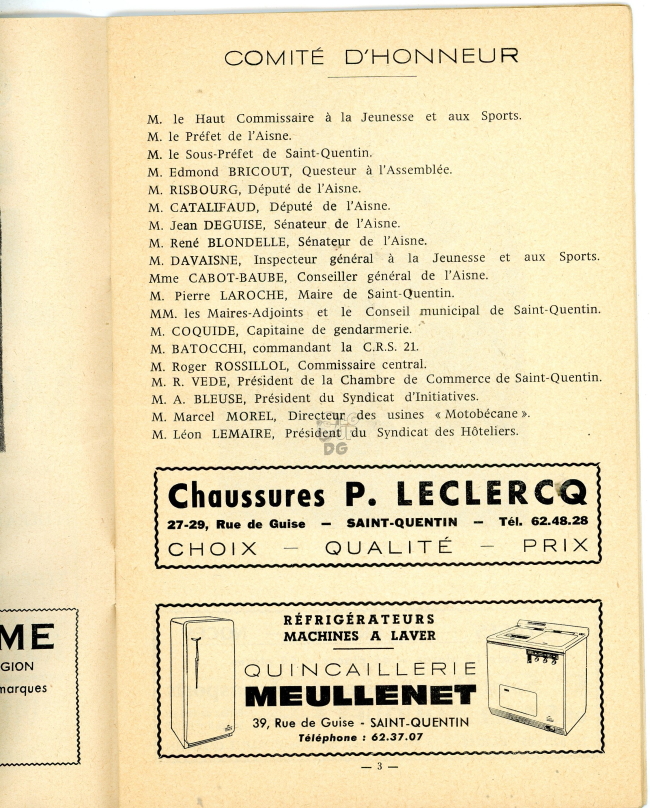 COMITÉ D'HONNEUR
M. le Haut Commissaire à la Jeunesse et aux Sports.
M. le Préfet de l'Aisne.
M. le Sous-Préfet de Saint-Quentin.
M. Edmond BRICOUT, Questeur à l'Assemblée.
M. RISBOURG, Député de l'Aisne.
M. CATALIFAUD, Député de l'Aisne.
M. Jean DEGUISE, Sénateur de l'Aisne.
M. René BLONDELLE, Sénateur de l'Aisne.
M. DAVAISNE, Inspecteur général à la Jeunesse et aux Sports.
Mme CABOT-BAUBE, Conseiller général de l'Aisne.
M. Pierre LAROCHE, Maire de Saint-Quentin.
MM. les Maires-Adjoints et le Conseil municipal de Saint-Quentin.
M. COQUIDE, Capitaine de gendarmerie.
M. BATOCCHI, commandant la C.R.S. 21.
M. Roger ROSSILLOL, Commissaire central.
M. R. VEDE, Président de la Chambre de Commerce de Saint-Quentin.
M. A. BLEUSE, Président du Syndicat d'Initiatives.
M. Marcel MOREL, Directeur des usines « Motobécane ».
M. Léon LEMAIRE, Président du Syndicat des Hôteliers.
DG
Chaussures P. LECLERCQ
27-29, Rue de Guise — SAINT-QUENTIN — Tél. 62.48.28
CHOIX — QUALITÉ — PRIX
RÉFRIGÉRATEURS
MACHINES A LAVER
QUINCAILLERIE
MEULLENET
39, Rue de Guise - SAINT-QUENTIN
Téléphone : 62.37.07
— 3 —
ME
GION
marques